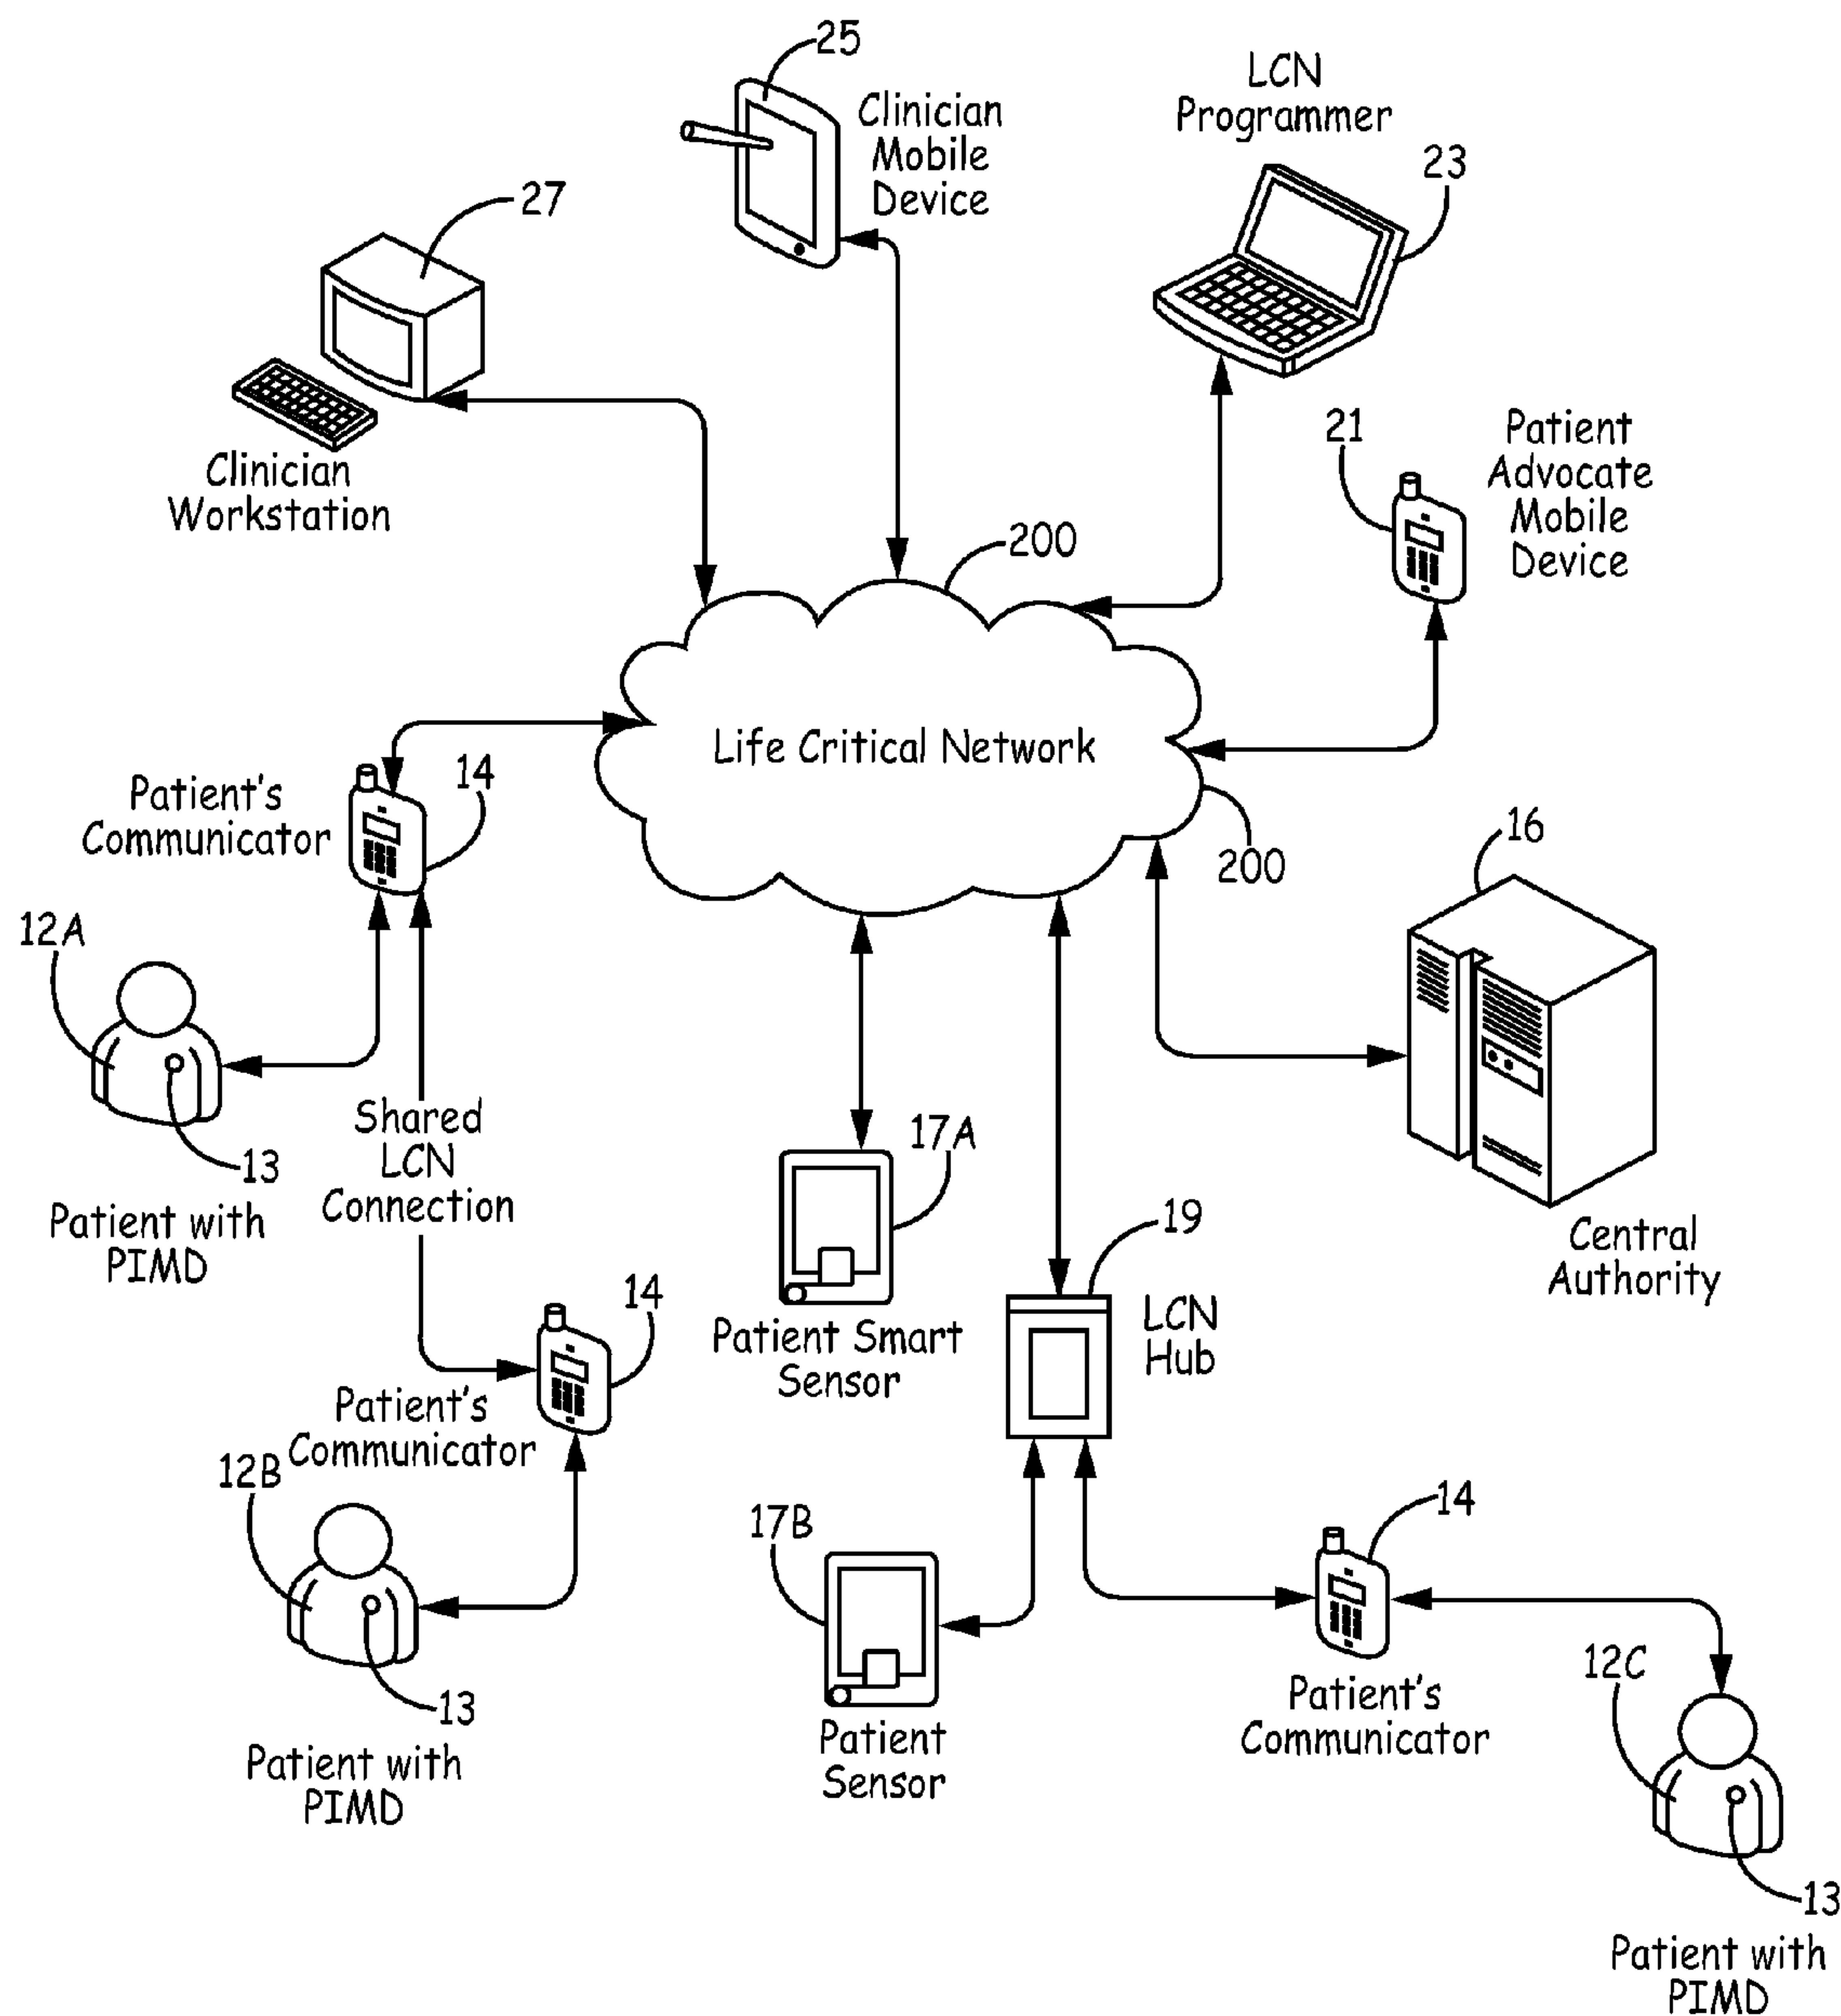 25
Clinician
Mobile
Device
LCN
Programmer
23
27
Clinician
Workstation
21
Patient
Advocate
Mobile
Device
200
Life Critical Network
200
Patient's
Communicator
14
16
Central
Authority
12A
13
Patient with
PIMD
Shared
LCN
Connection
17A
Patient Smart
Sensor
19
LCN
Hub
14
Patient's
Communicator
12B
13
Patient with
PIMD
17B
Patient
Sensor
14
Patient's
Communicator
12C
13
Patient with
PIMD